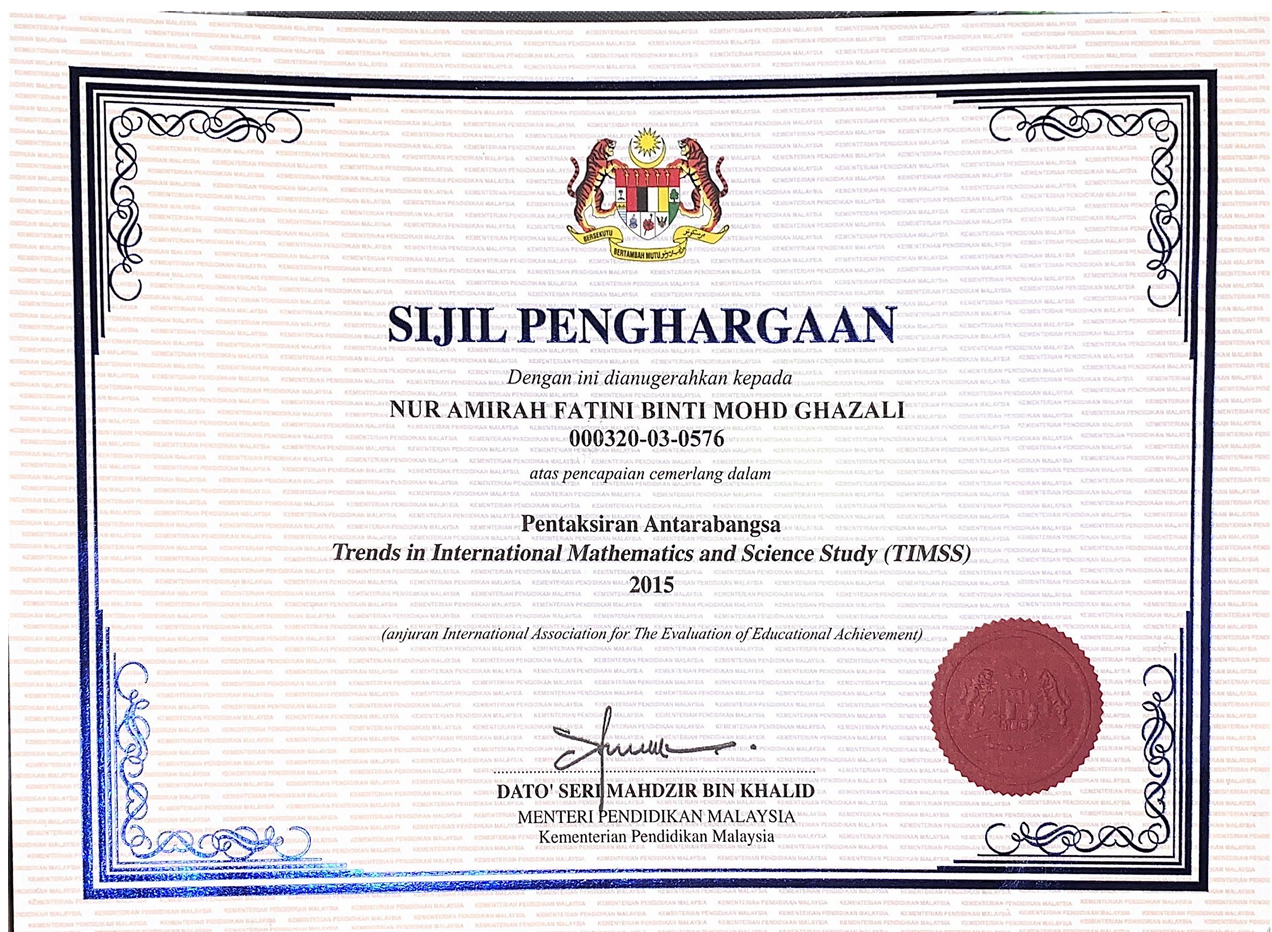 BERSEKUTU
BERTAMBAH MUTU
SIJIL PENGHARGAAN
Dengan ini dianugerahkan kepada
NUR AMIRAH FATINI BINTI MOHD GHAZALI
000320-03-0576
atas pencapaian cemerlang dalam
Pentaksiran Antarabangsa
Trends in International Mathematics and Science Study (TIMSS)
2015
(anjuran International Association for The Evaluation of Educational Achievement)
DATO' SERI MAHDZIR BIN KHALID
MENTERI PENDIDIKAN MALAYSIA
Kementerian Pendidikan Malaysia
KEMENTERIAN PENDIDIKAN MALAYSIA